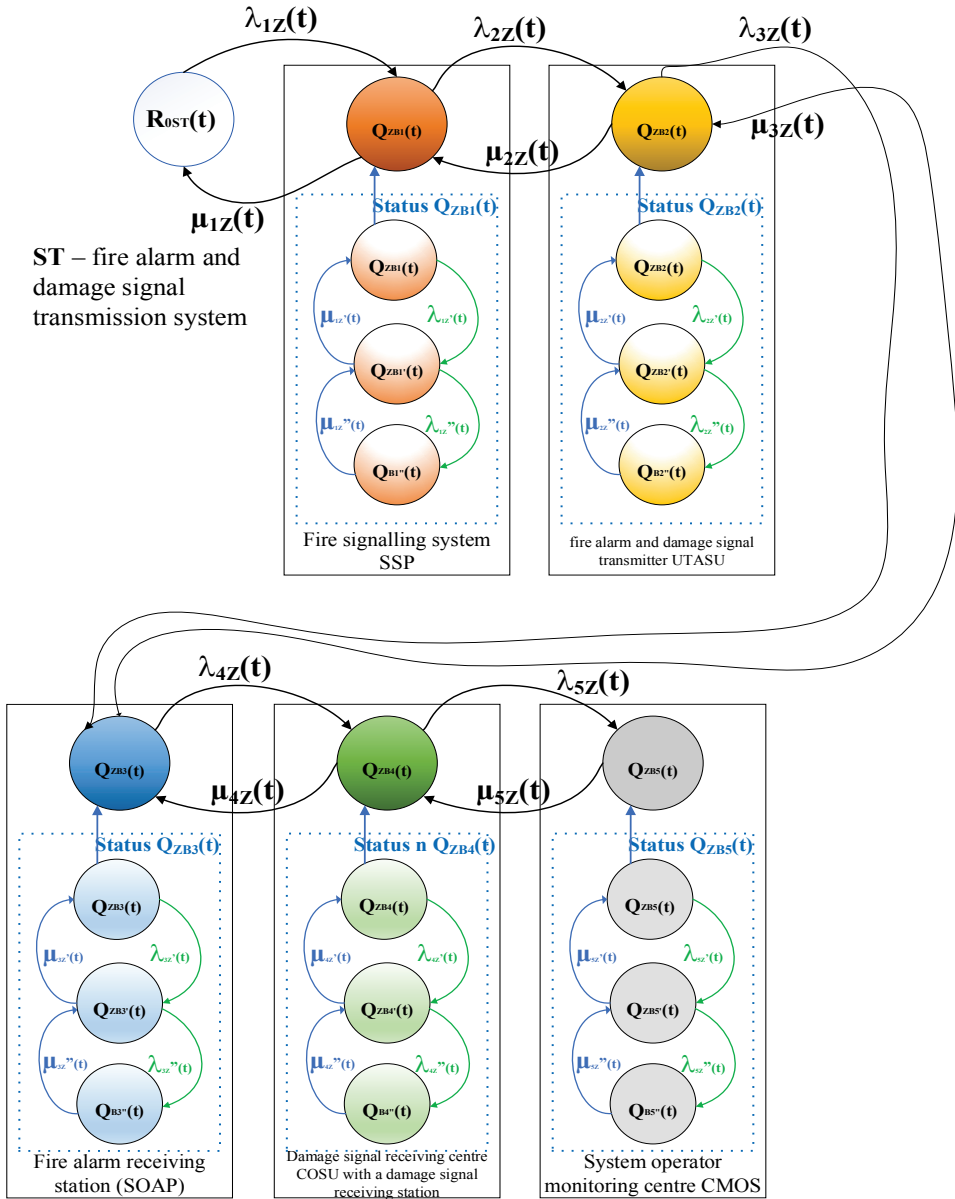 λ1Z(t)
λ2Z(t)
λ3Z(t)
R0ST(t)
QZB1(t)
QZB2(t)
μ3Z(t)
μ2Z(t)
μ1Z(t)
Status QZB1(t)
Status QZB2(t)
ST – fire alarm and
damage signal
transmission system
QZB1(t)
QZB2(t)
μ1Z'(t)
λ1Z'(t)
μ2Z'(t)
λ2Z'(t)
QZB1'(t)
QZB2'(t)
μ1Z''(t)
λ1Z''(t)
μ2Z''(t)
λ2Z''(t)
QB1''(t)
QB2''(t)
Fire signalling system
SSP
fire alarm and damage signal
transmitter UTASU
λ4Z(t)
λ5Z(t)
QZB3(t)
QZB4(t)
QZB5(t)
μ4Z(t)
μ5Z(t)
Status QZB3(t)
Status n QZB4(t)
Status QZB5(t)
QZB3(t)
QZB4(t)
QZB5(t)
μ3Z'(t)
λ3Z'(t)
μ4Z'(t)
λ4Z'(t)
μ5Z'(t)
λ5Z'(t)
QZB3'(t)
QZB4'(t)
QZB5'(t)
μ3Z''(t)
λ3Z''(t)
μ4Z''(t)
λ4Z''(t)
μ5Z''(t)
λ5Z''(t)
QB3''(t)
QB4''(t)
QB5''(t)
Fire alarm receiving
station (SOAP)
Damage signal receiving centre
COSU with a damage signal
receiving station
System operator
monitoring centre CMOS